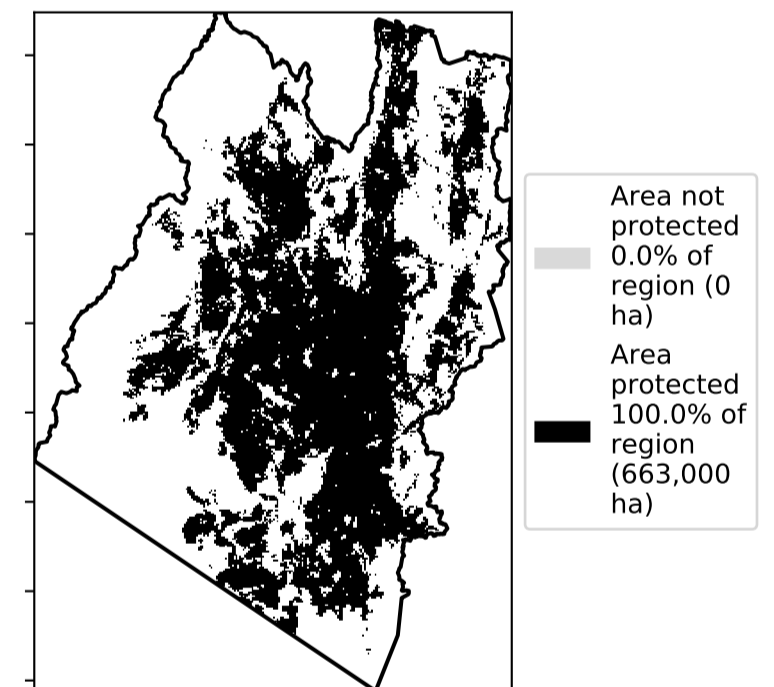 Area not
protected
0.0% of
region (0
ha)
Area
protected
100.0% of
region
(663,000
ha)